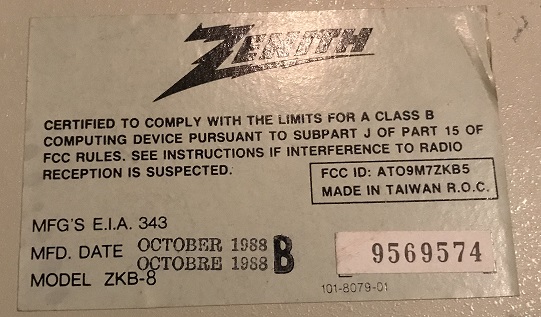 ZENITH
CERTIFIED TO COMPLY WITH THE LIMITS FOR A CLASS B
COMPUTING DEVICE PURSUANT TO SUBPART J OF PART 15 OF
FCC RULES. SEE INSTRUCTIONS IF INTERFERENCE TO RADIO
RECEPTION IS SUSPECTED.
FCC ID: ATO9M7ZKB5
MADE IN TAIWAN R.O.C.
MFG'S E.I.A. 343
MFD. DATE OCTOBER 1988 B
OCTOBRE 1988
MODEL ZKB-8
9569574
101-8079-01